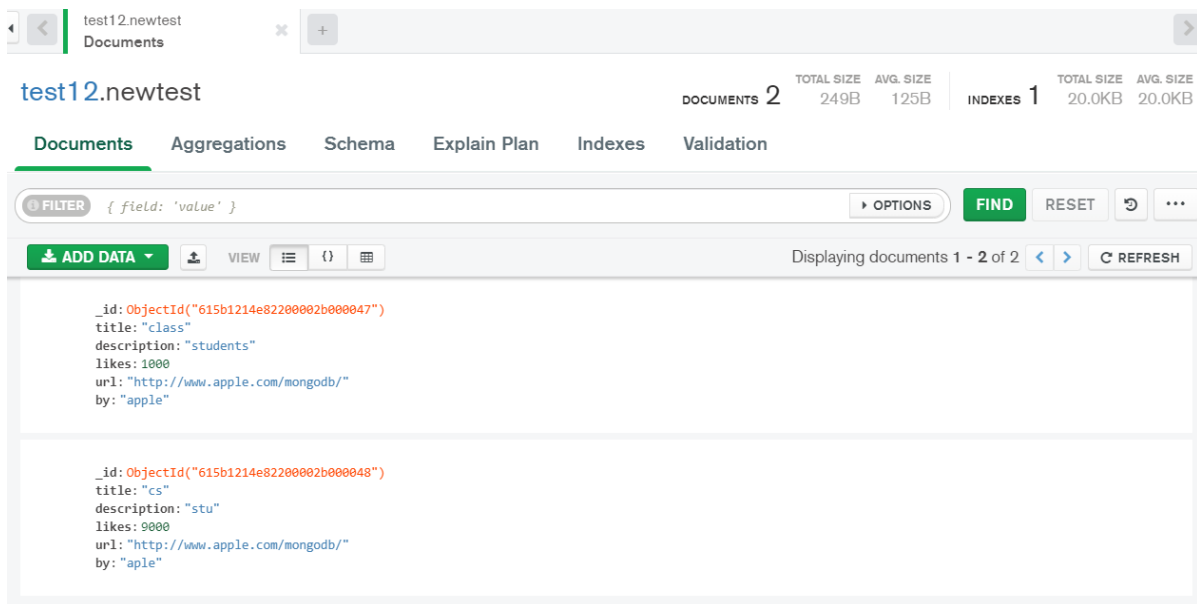 test12.newtest
Documents
test12.newtest
DOCUMENTS 2 TOTAL SIZE 249B AVG. SIZE 125B INDEXES 1 TOTAL SIZE 20.0KB AVG. SIZE 20.0KB
Documents Aggregations Schema Explain Plan Indexes Validation
FILTER { field: 'value' } OPTIONS FIND RESET ...
ADD DATA VIEW {} Displaying documents 1 - 2 of 2 < > REFRESH
_id: ObjectId("615b1214e82200002b000047")
title: "class"
description: "students"
likes: 1000
url: "http://www.apple.com/mongodb/"
by: "apple"
_id: ObjectId("615b1214e82200002b000048")
title: "cs"
description: "stu"
likes: 9000
url: "http://www.apple.com/mongodb/"
by: "aple"